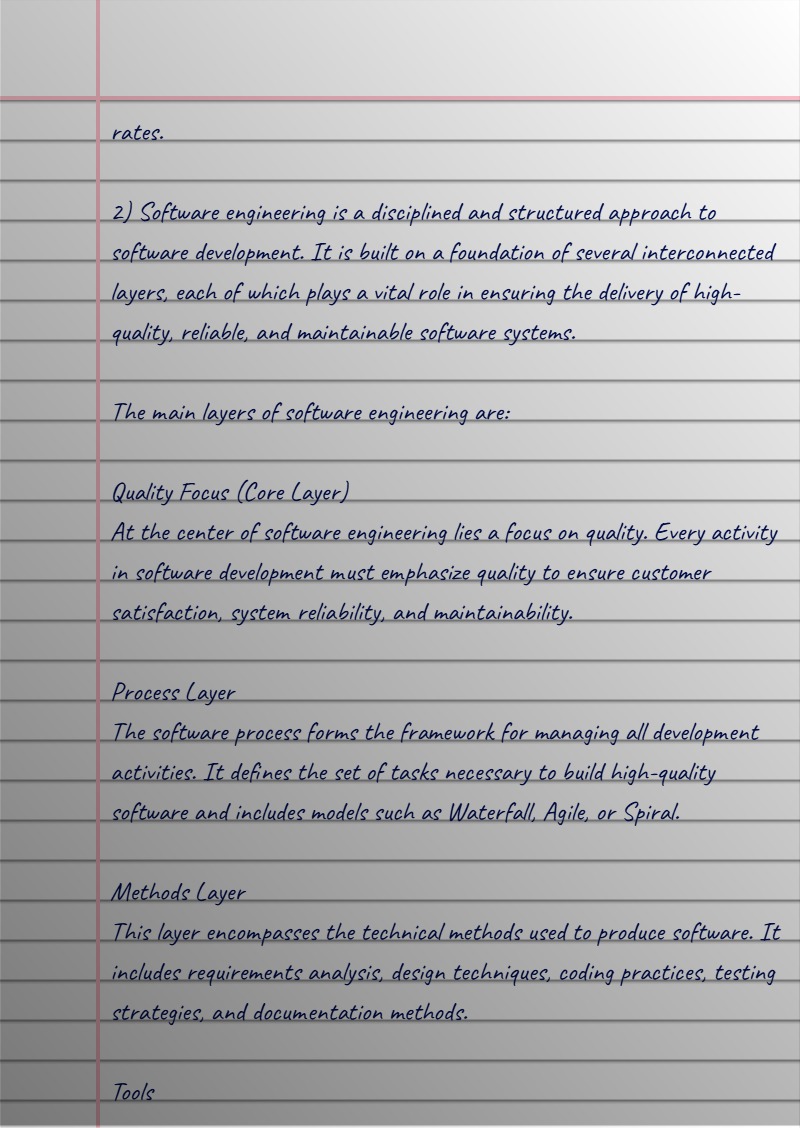 rates.
2) Software engineering is a disciplined and structured approach to
software development. It is built on a foundation of several interconnected
layers, each of which plays a vital role in ensuring the delivery of high-
quality, reliable, and maintainable software systems.
The main layers of software engineering are:
Quality Focus (Core Layer)
At the center of software engineering lies a focus on quality. Every activity
in software development must emphasize quality to ensure customer
satisfaction, system reliability, and maintainability.
Process Layer
The software process forms the framework for managing all development
activities. It defines the set of tasks necessary to build high-quality
software and includes models such as Waterfall, Agile, or Spiral.
Methods Layer
This layer encompasses the technical methods used to produce software. It
includes requirements analysis, design techniques, coding practices, testing
strategies, and documentation methods.
Tools